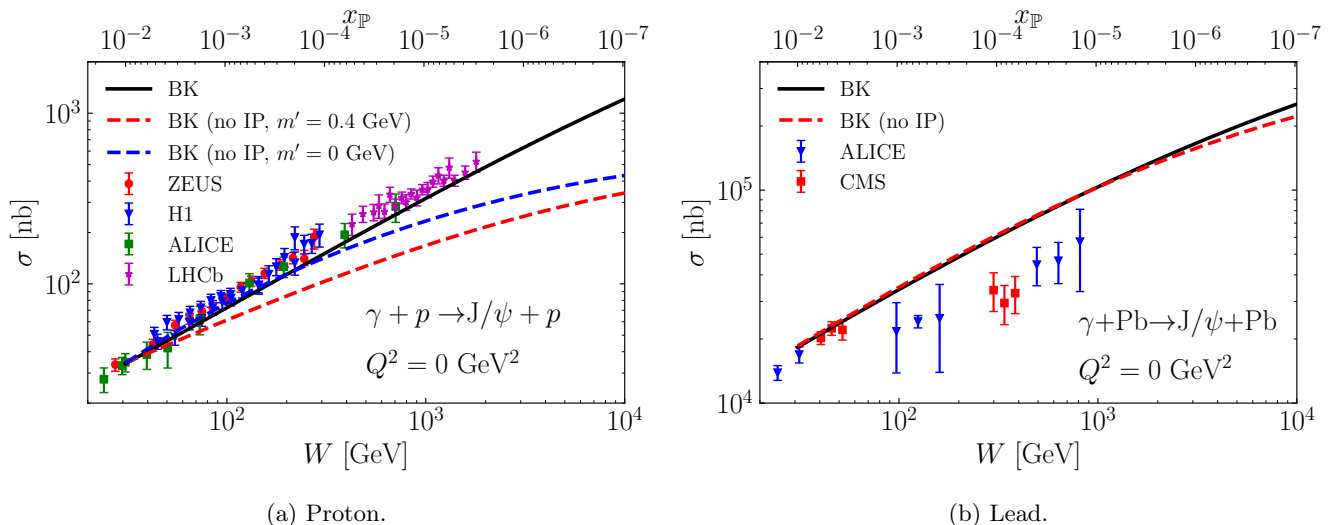 x_ℙ
10^{-2} 10^{-3} 10^{-4} 10^{-5} 10^{-6} 10^{-7}
10^3
10^2
σ [nb]
BK
BK (no IP, m′ = 0.4 GeV)
BK (no IP, m′ = 0 GeV)
ZEUS
H1
ALICE
LHCb
γ + p → J/ψ + p
Q^2 = 0 GeV^2
10^2 10^3 10^4
W [GeV]
(a) Proton.
x_ℙ
10^{-2} 10^{-3} 10^{-4} 10^{-5} 10^{-6} 10^{-7}
10^5
10^4
σ [nb]
BK
BK (no IP)
ALICE
CMS
γ+Pb→J/ψ+Pb
Q^2 = 0 GeV^2
10^2 10^3 10^4
W [GeV]
(b) Lead.